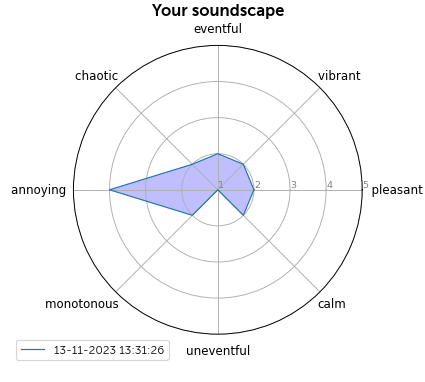 Your soundscape
eventful
chaotic
vibrant
annoying
1
2
3
4
5
pleasant
monotonous
calm
uneventful
13-11-2023 13:31:26